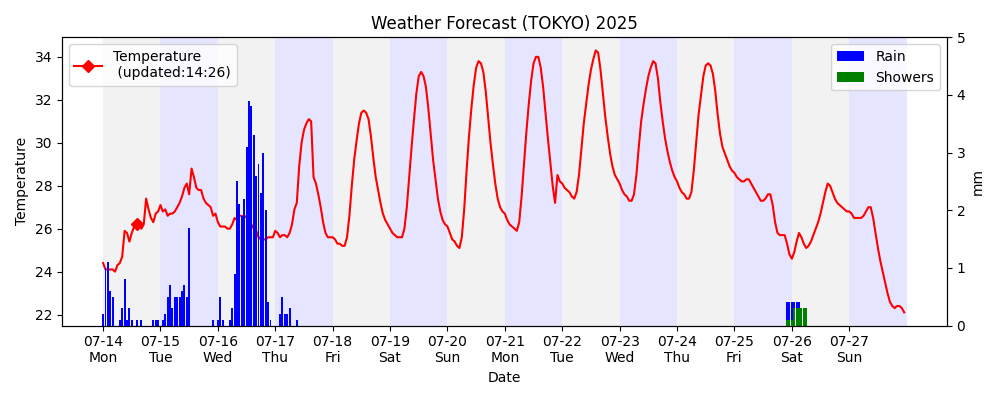 Weather Forecast (TOKYO) 2025
Temperature
(updated:14:26)
Rain
Showers
Temperature
34
32
30
28
26
24
22
5
4
3
2
1
0
mm
07-14 07-15 07-16 07-17 07-18 07-19 07-20 07-21 07-22 07-23 07-24 07-25 07-26 07-27
Mon Tue Wed Thu Fri Sat Sun Mon Tue Wed Thu Fri Sat Sun
Date